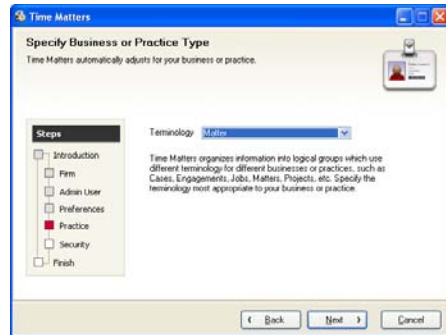 Time Matters
Specify Business or Practice Type
Time Matters automatically adjusts for your business or practice.
Steps
Introduction
Firm
Admin User
Preferences
Practice
Security
Finish
Terminology Matter
Time Matters organizes information into logical groups which use
different terminology for different businesses or practices, such as
Cases, Engagements, Jobs, Matters, Projects, etc. Specify the
terminology most appropriate to your business or practice.
Back
Next
Cancel